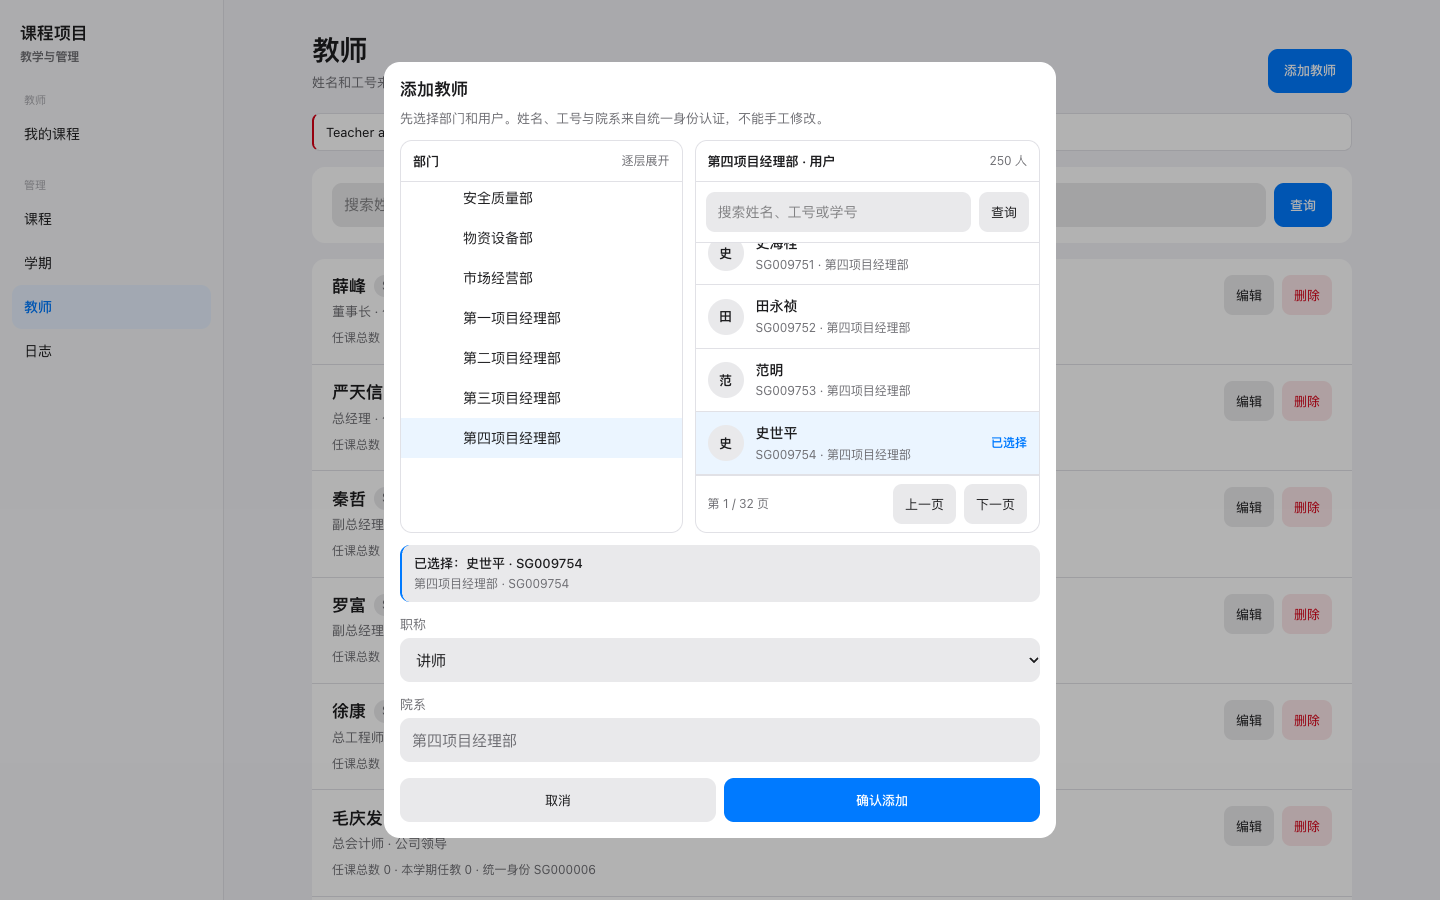 课程项目
教学与管理
教师
我的课程
管理
课程
学期
教师
日志
教师
姓名和工号
添加教师
Teacher a
搜索
查询
薛峰
董事长 ·
任课总数
编辑
删除
严天信
总经理 ·
任课总数
编辑
删除
秦哲
副总经理
任课总数
编辑
删除
罗富
副总经理
任课总数
编辑
删除
徐康
总工程师
任课总数
编辑
删除
毛庆发
总会计师 · 公司领导
任课总数 0 · 本学期任教 0 · 统一身份 SG000006
编辑
删除
添加教师
先选择部门和用户。姓名、工号与院系来自统一身份认证，不能手工修改。
部门
逐层展开
安全质量部
物资设备部
市场经营部
第一项目经理部
第二项目经理部
第三项目经理部
第四项目经理部
第四项目经理部 · 用户
250 人
搜索姓名、工号或学号
查询
史
SG009751 · 第四项目经理部
田
田永祯
SG009752 · 第四项目经理部
范
范明
SG009753 · 第四项目经理部
史
史世平
SG009754 · 第四项目经理部
已选择
第 1 / 32 页
上一页
下一页
已选择：史世平 · SG009754
第四项目经理部 · SG009754
职称
讲师
院系
第四项目经理部
取消
确认添加